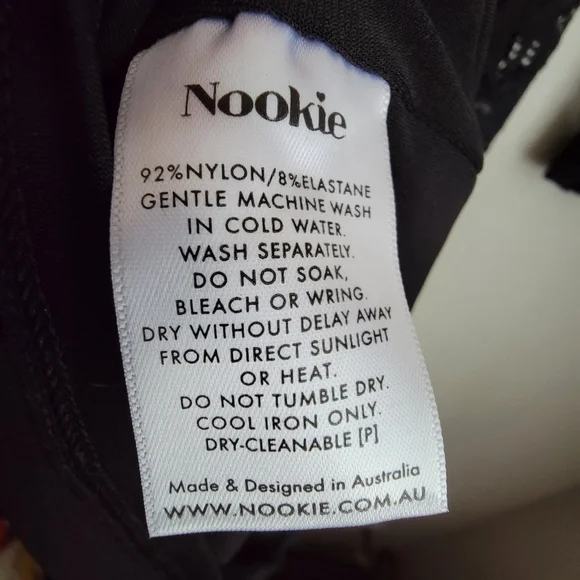 Nookie
92%NYLON/8%ELASTANE
GENTLE MACHINE WASH
IN COLD WATER.
WASH SEPARATELY.
DO NOT SOAK,
BLEACH OR WRING.
DRY WITHOUT DELAY AWAY
FROM DIRECT SUNLIGHT
OR HEAT.
DO NOT TUMBLE DRY.
COOL IRON ONLY.
DRY-CLEANABLE [P]
Made & Designed in Australia
WWW.NOOKIE.COM.AU